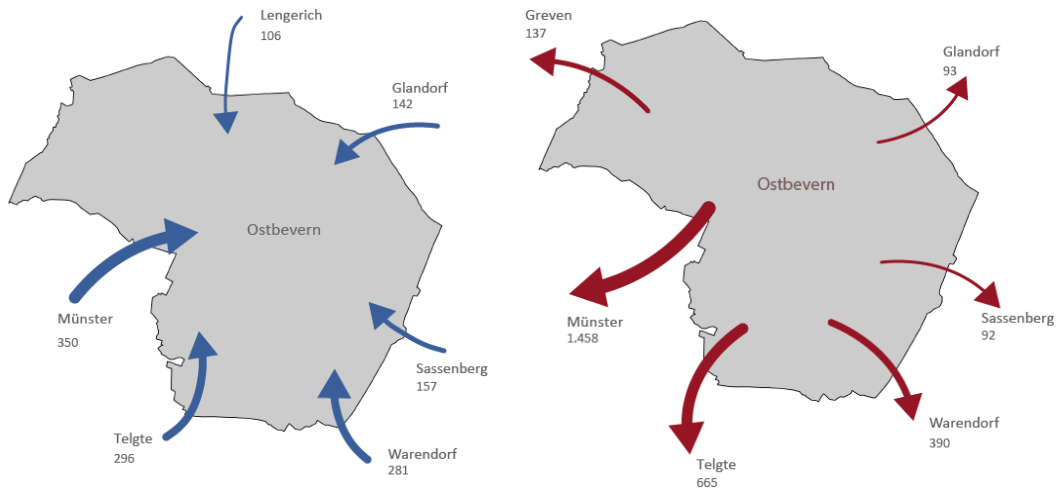 Lengerich
106
Glandorf
142
Ostbevern
Münster
350
Sassenberg
157
Telgte
296
Warendorf
281
Greven
137
Glandorf
93
Ostbevern
Münster
1.458
Sassenberg
92
Warendorf
390
Telgte
665